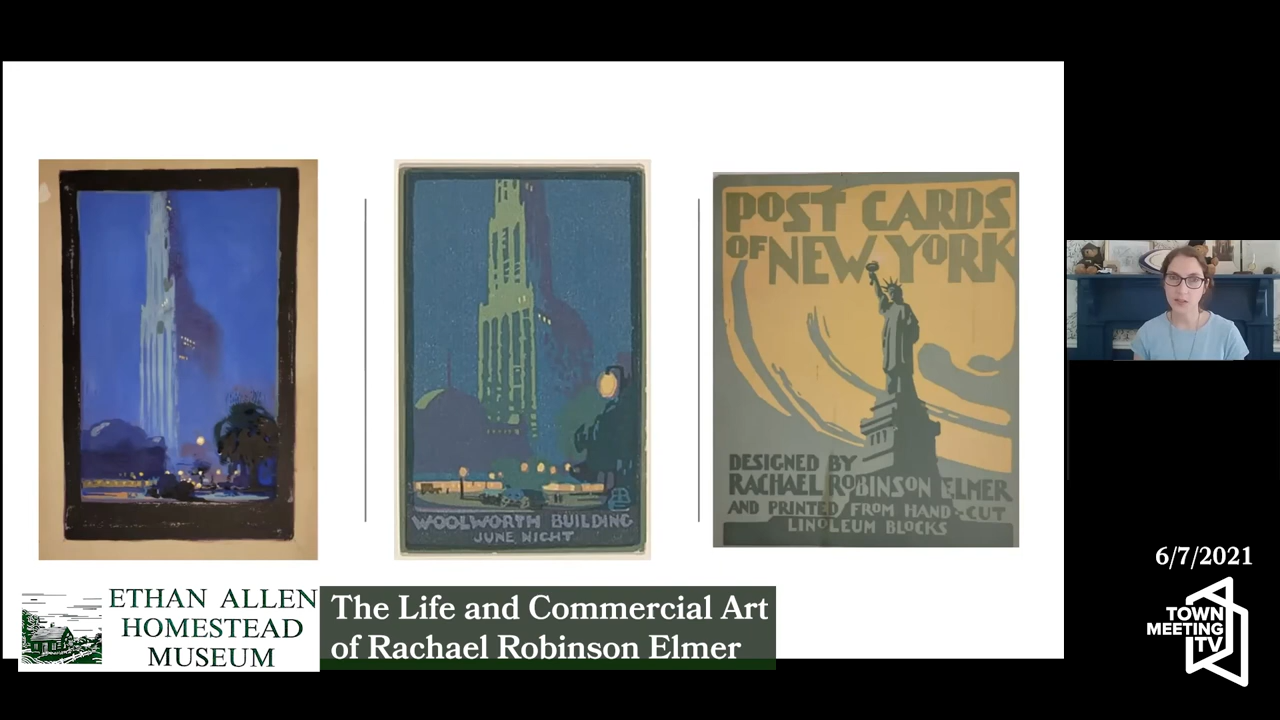 POST CARDS
OF NEW YORK
DESIGNED BY
RACHAEL ROBINSON ELMER
AND PRINTED FROM HAND-CUT
LINOLEUM BLOCKS
WOOLWORTH BUILDING
JUNE NIGHT
ETHAN ALLEN
HOMESTEAD
MUSEUM
The Life and Commercial Art
of Rachael Robinson Elmer
6/7/2021
TOWN
MEETING
TV